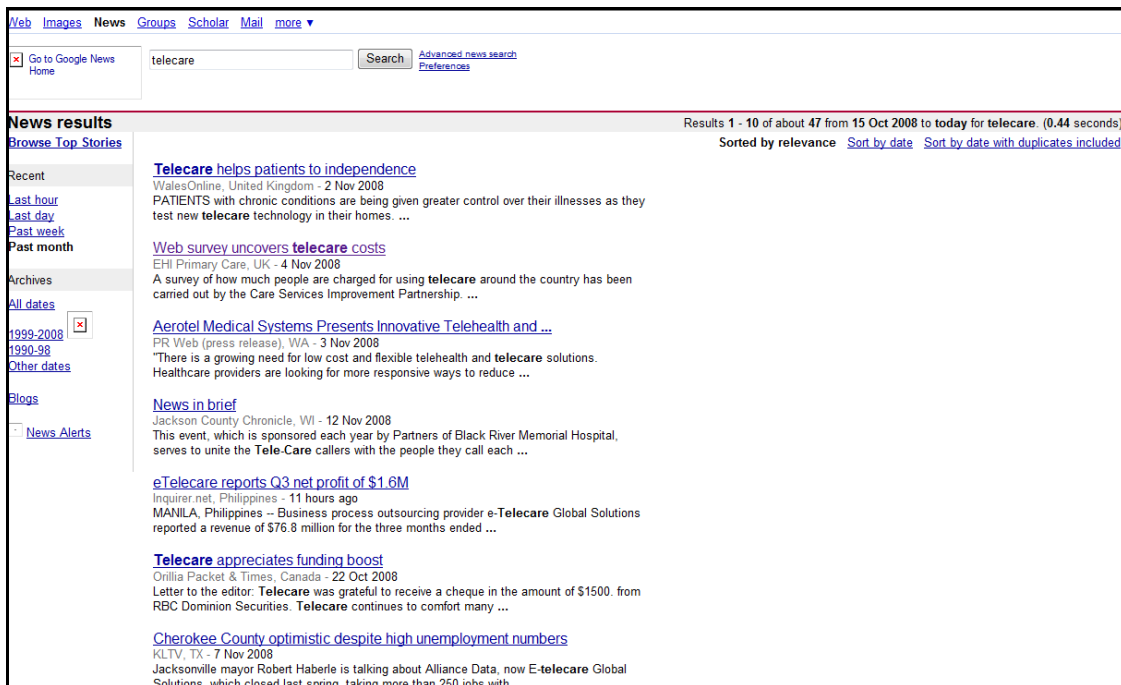 Web Images News Groups Scholar Mail more ▼
Go to Google News
Home
telecare
Search
Advanced news search
Preferences
News results
Results 1 - 10 of about 47 from 15 Oct 2008 to today for telecare. (0.44 seconds)
Browse Top Stories
Sorted by relevance Sort by date Sort by date with duplicates included
Recent
Last hour
Last day
Past week
Past month
Archives
All dates
1999-2008
1990-98
Other dates
Blogs
News Alerts
Telecare helps patients to independence
WalesOnline, United Kingdom - 2 Nov 2008
PATIENTS with chronic conditions are being given greater control over their illnesses as they
test new telecare technology in their homes. ...
Web survey uncovers telecare costs
EHI Primary Care, UK - 4 Nov 2008
A survey of how much people are charged for using telecare around the country has been
carried out by the Care Services Improvement Partnership. ...
Aerotel Medical Systems Presents Innovative Telehealth and ...
PR Web (press release), WA - 3 Nov 2008
"There is a growing need for low cost and flexible telehealth and telecare solutions.
Healthcare providers are looking for more responsive ways to reduce ...
News in brief
Jackson County Chronicle, WI - 12 Nov 2008
This event, which is sponsored each year by Partners of Black River Memorial Hospital,
serves to unite the Tele-Care callers with the people they call each ...
eTelecare reports Q3 net profit of $1.6M
Inquirer.net, Philippines - 11 hours ago
MANILA, Philippines -- Business process outsourcing provider e-Telecare Global Solutions
reported a revenue of $76.8 million for the three months ended ...
Telecare appreciates funding boost
Orillia Packet & Times, Canada - 22 Oct 2008
Letter to the editor: Telecare was grateful to receive a cheque in the amount of $1500. from
RBC Dominion Securities. Telecare continues to comfort many ...
Cherokee County optimistic despite high unemployment numbers
KLTV, TX - 7 Nov 2008
Jacksonville mayor Robert Haberle is talking about Alliance Data, now E-telecare Global
Solutions, which closed last spring, taking more than 250 jobs with